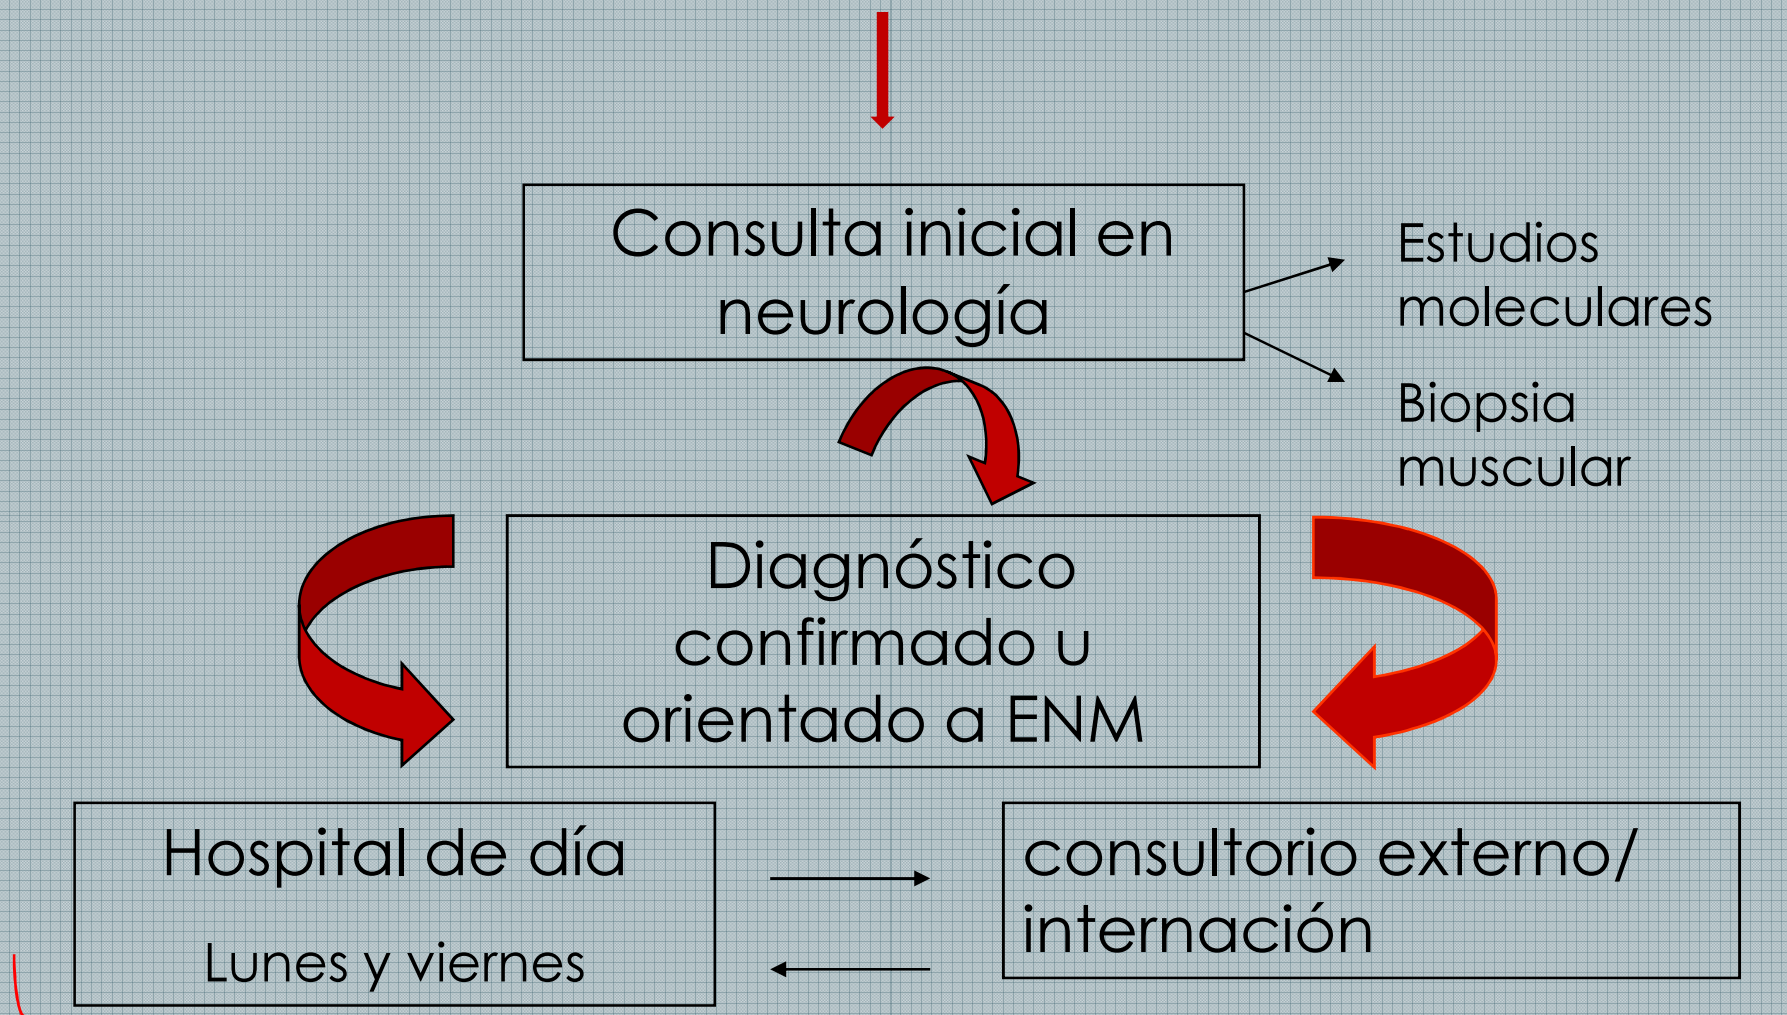 Consulta inicial en
neurología
Estudios
moleculares
Biopsia
muscular
Diagnóstico
confirmado u
orientado a ENM
Hospital de día
Lunes y viernes
consultorio externo/
internación